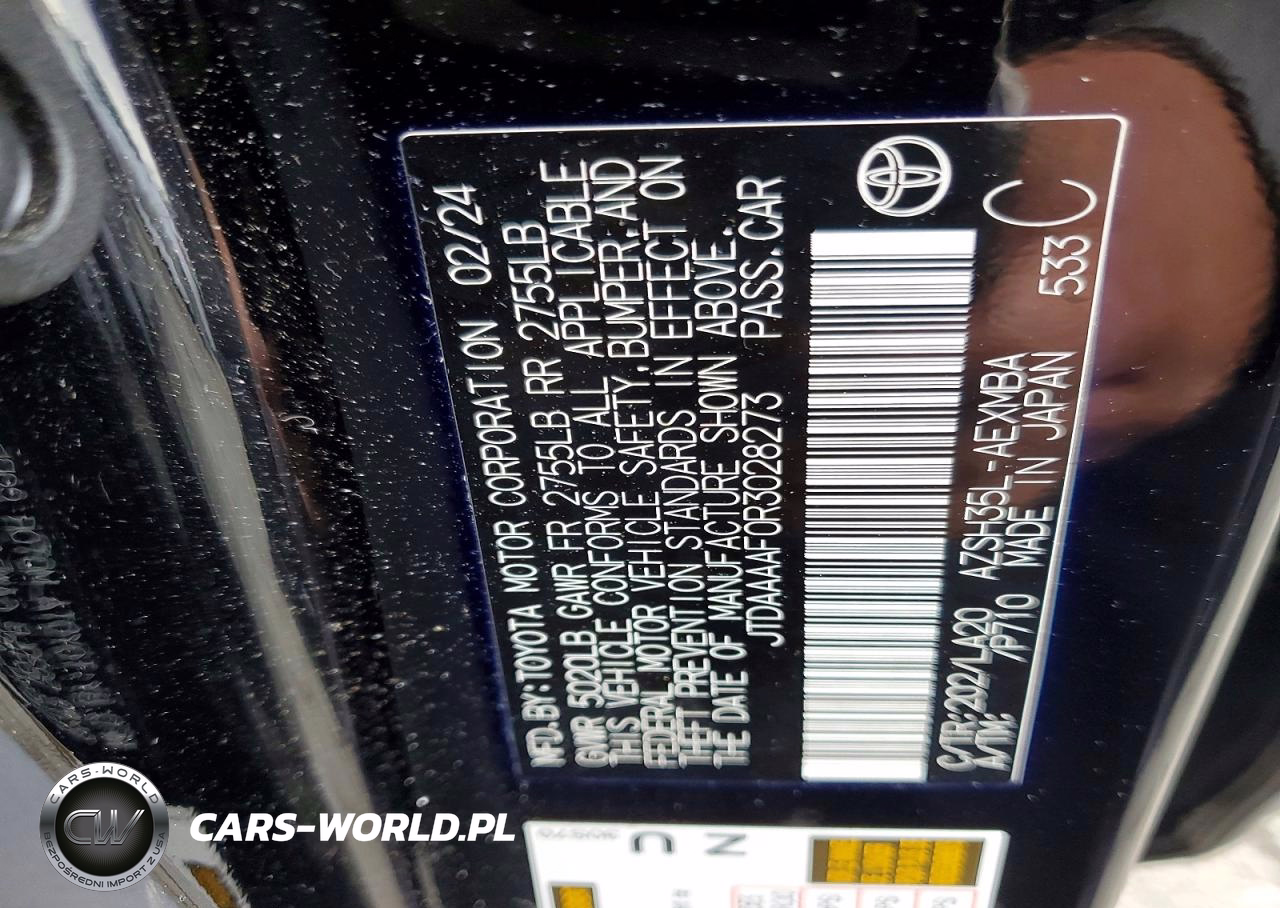 MFD.BY:TOYOTA MOTOR CORPORATION 02/24
GVWR 5020LB GAWR FR 2755LB RR 2755LB
THIS VEHICLE CONFORMS TO ALL APPLICABLE
FEDERAL MOTOR VEHICLE SAFETY,BUMPER,AND
THEFT PREVENTION STANDARDS IN EFFECT ON
THE DATE OF MANUFACTURE SHOWN ABOVE.
JTDAAAAF0R3028273 PASS.CAR
C/TR:202/LA20 AZSH35L-AEXMBA
A/TM: /P710 MADE IN JAPAN 533 C
CARS-WORLD
CW
BEZPOŚREDNI IMPORT Z USA
CARS-WORLD.PL